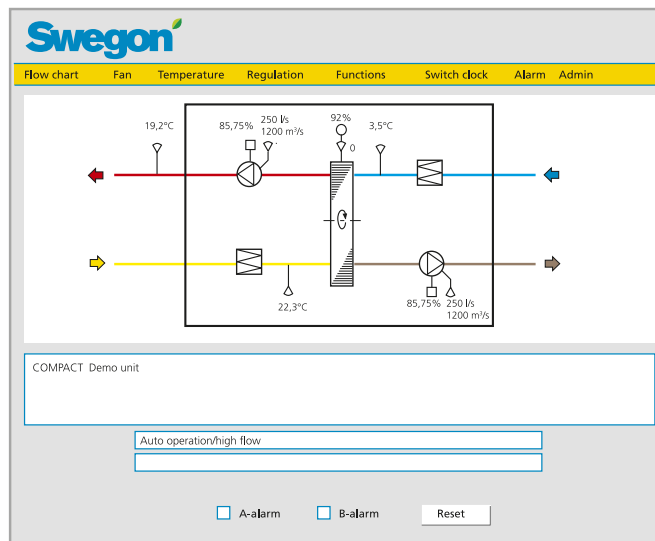 Swegon
Flow chart Fan Temperature Regulation Functions Switch clock Alarm Admin
19,2°C 85,75% 250 l/s 92% 3,5°C
1200 m³/s 0
22,3°C 85,75% 250 l/s
1200 m³/s
COMPACT Demo unit
Auto operation/high flow
A-alarm B-alarm Reset